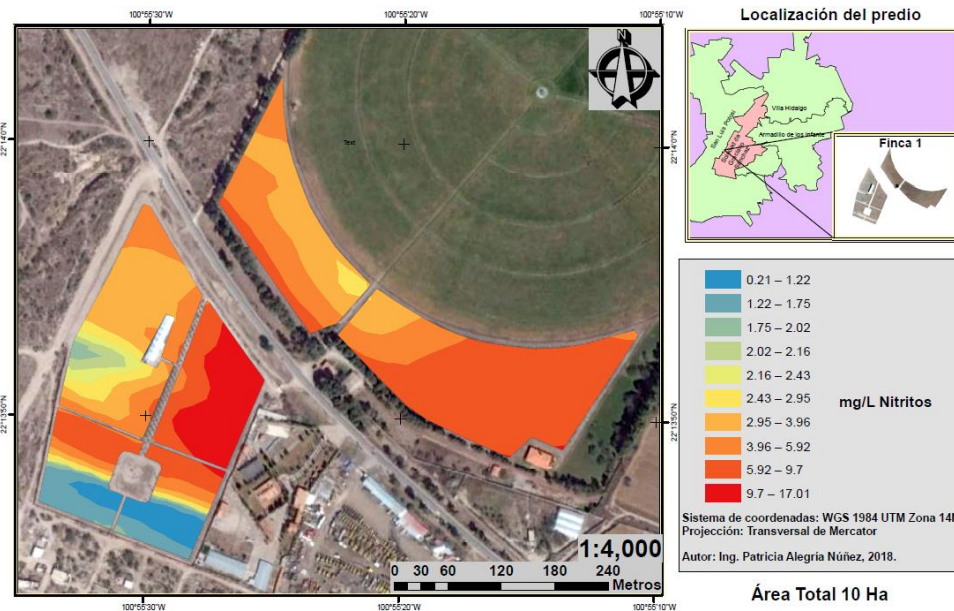 100°55'30"W
100°55'20"W
100°55'10"W
Localización del predio
N
22°14'0"N
22°14'0"N
Text
Villa Hidalgo
San Luis Potosí
Armadillo de los Infante
Finca 1
0.21 – 1.22
1.22 – 1.75
1.75 – 2.02
2.02 – 2.16
2.16 – 2.43
2.43 – 2.95
2.95 – 3.96
3.96 – 5.92
5.92 – 9.7
9.7 – 17.01
mg/L Nitritos
22°13'50"N
22°13'50"N
Sistema de coordenadas: WGS 1984 UTM Zona 14N
Projección: Transversal de Mercator
Autor: Ing. Patricia Alegría Núñez, 2018.
1:4,000
0 30 60 120 180 240
Metros
100°55'30"W
100°55'20"W
100°55'10"W
Área Total 10 Ha